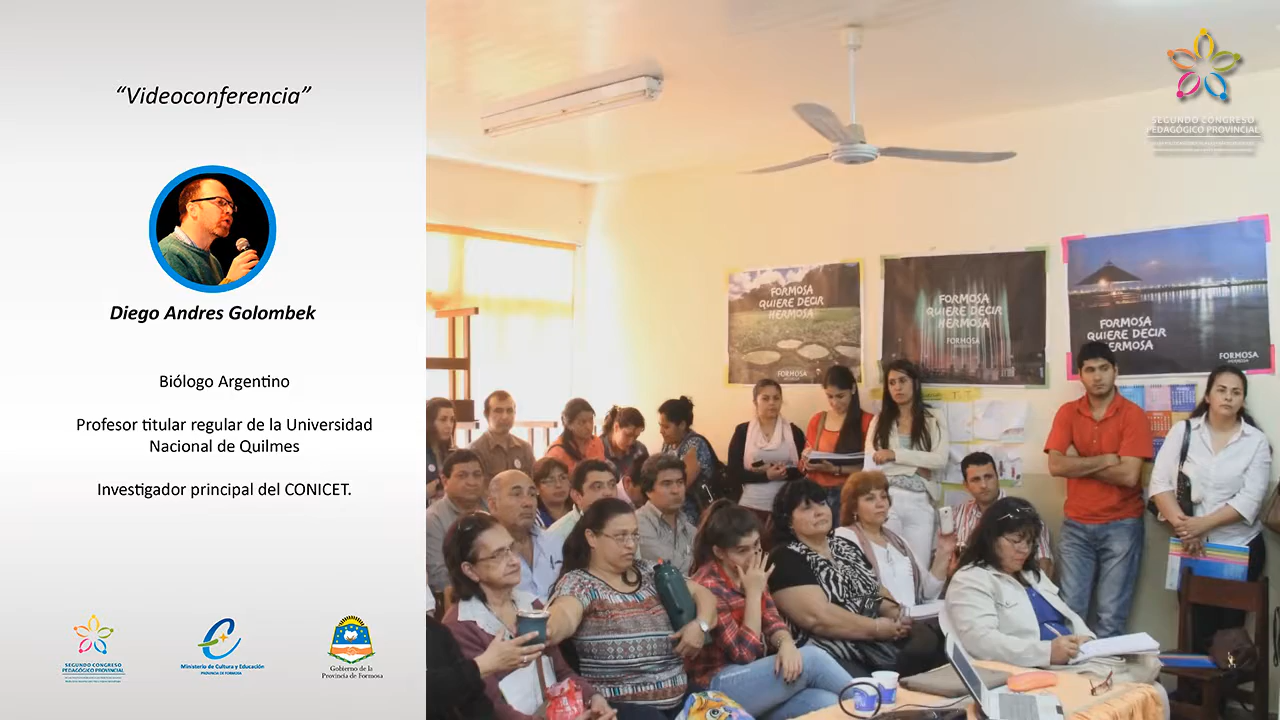 “Videoconferencia”
Diego Andres Golombek
Biólogo Argentino
Profesor titular regular de la Universidad
Nacional de Quilmes
Investigador principal del CONICET.
SEGUNDO CONGRESO
PEDAGÓGICO PROVINCIAL
Ministerio de Cultura y Educación
PROVINCIA DE FORMOSA
Gobierno de la
Provincia de Formosa
SEGUNDO CONGRESO
PEDAGÓGICO PROVINCIAL
FORMOSA
QUIERE DECIR
HERMOSA
FORMOSA
FORMOSA
QUIERE DECIR
HERMOSA
FORMOSA
FORMOSA
QUIERE DECIR
HERMOSA
FORMOSA